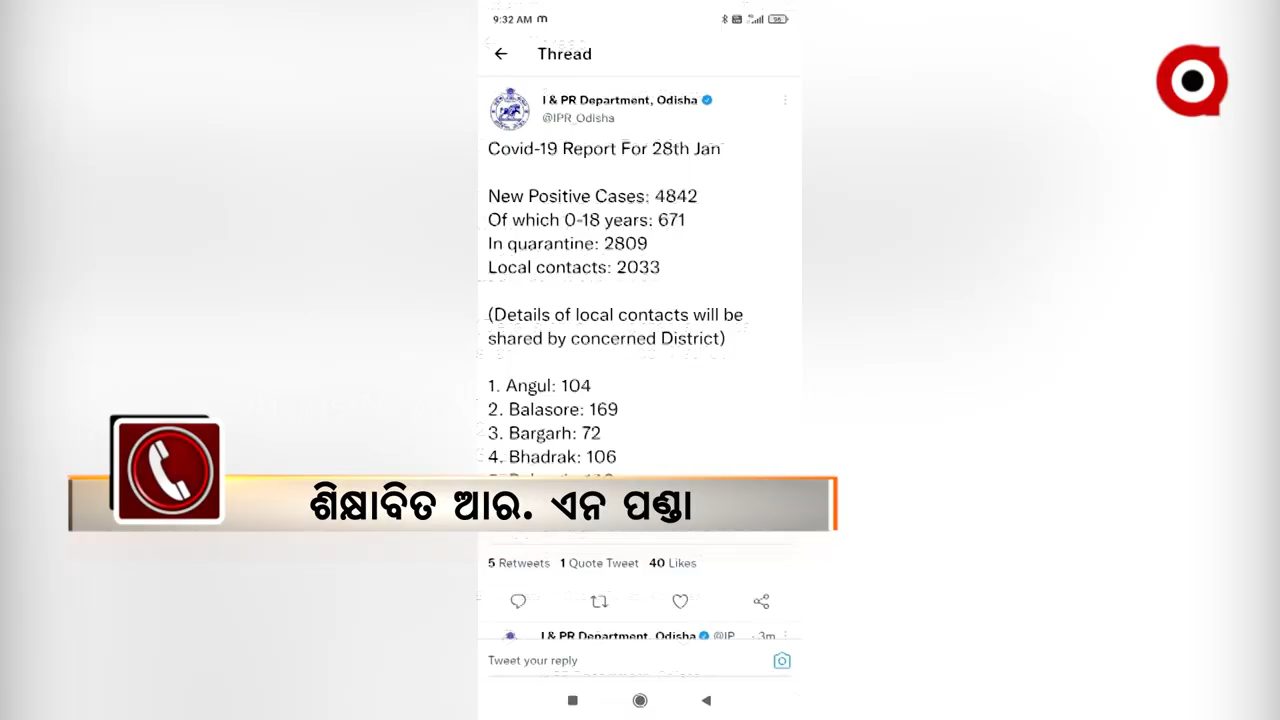 9:32 AM m
Thread
I & PR Department, Odisha
@IPR_Odisha
Covid-19 Report For 28th Jan
New Positive Cases: 4842
Of which 0-18 years: 671
In quarantine: 2809
Local contacts: 2033
(Details of local contacts will be
shared by concerned District)
1. Angul: 104
2. Balasore: 169
3. Bargarh: 72
4. Bhadrak: 106
ଶିକ୍ଷାବିତ ଆର. ଏନ ପଣ୍ଡା
5 Retweets 1 Quote Tweet 40 Likes
I & PR Department, Odisha @IP · 3m
Tweet your reply